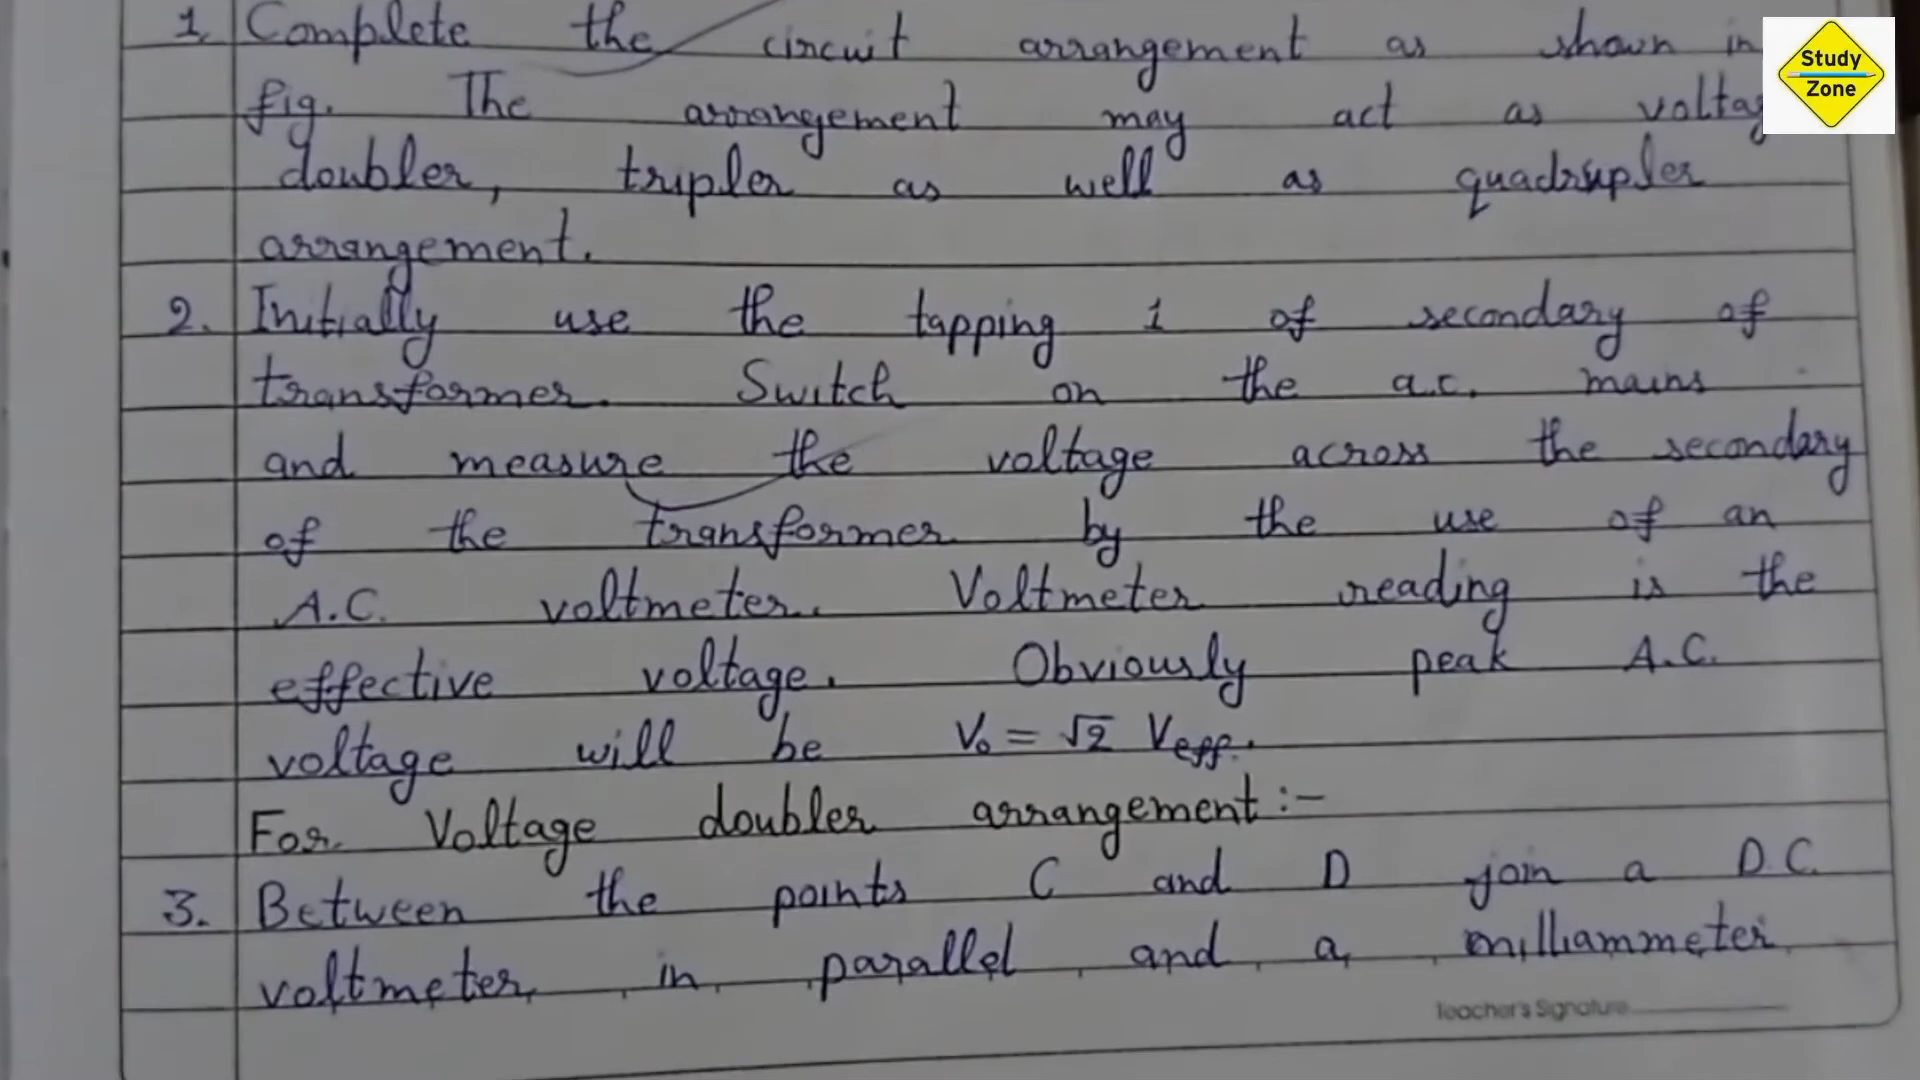 1. Complete the circuit arrangement as shown in
fig. The arrangement may act as voltag
doubler, tripler as well as quadrupler
arrangement.
2. Initially use the tapping 1 of secondary of
transformer. Switch on the a.c. mains
and measure the voltage across the secondary
of the transformer by the use of an
A.C. voltmeter. Voltmeter reading is the
effective voltage. Obviously peak A.C.
voltage will be V₀ = √2 Veff.
For Voltage doubler arrangement :-
3. Between the points C and D join a D.C.
voltmeter in parallel and a milliammeter
Teacher's Signature
Study
Zone